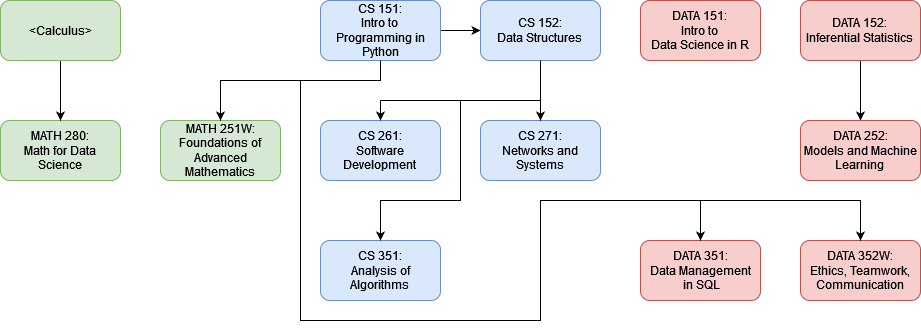 <Calculus>
CS 151:
Intro to
Programming in
Python
CS 152:
Data Structures
DATA 151:
Intro to
Data Science in R
DATA 152:
Inferential Statistics
MATH 280:
Math for Data
Science
MATH 251W:
Foundations of
Advanced
Mathematics
CS 261:
Software
Development
CS 271:
Networks and
Systems
DATA 252:
Models and Machine
Learning
CS 351:
Analysis of
Algorithms
DATA 351:
Data Management
in SQL
DATA 352W:
Ethics, Teamwork,
Communication